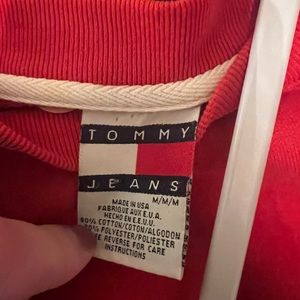 TOMMY
JEANS
M/M/M
MADE IN USA
FABRIQUE AUX E.U.A.
HECHO EN E.E.U.U.
80% COTTON/COTON/ALGODON
20% POLYESTER/POLIESTER
REVERSE FOR CARE
INSTRUCTIONS